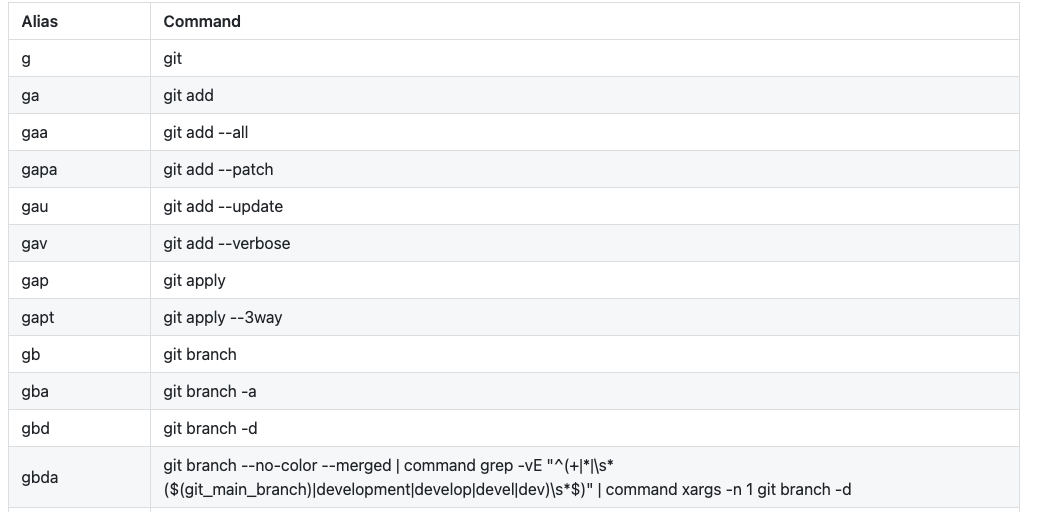 Alias Command
g git
ga git add
gaa git add --all
gapa git add --patch
gau git add --update
gav git add --verbose
gap git apply
gapt git apply --3way
gb git branch
gba git branch -a
gbd git branch -d
gbda git branch --no-color --merged | command grep -vE "^(+|*|\s*
($(git_main_branch)|development|develop|devel|dev)\s*$)" | command xargs -n 1 git branch -d